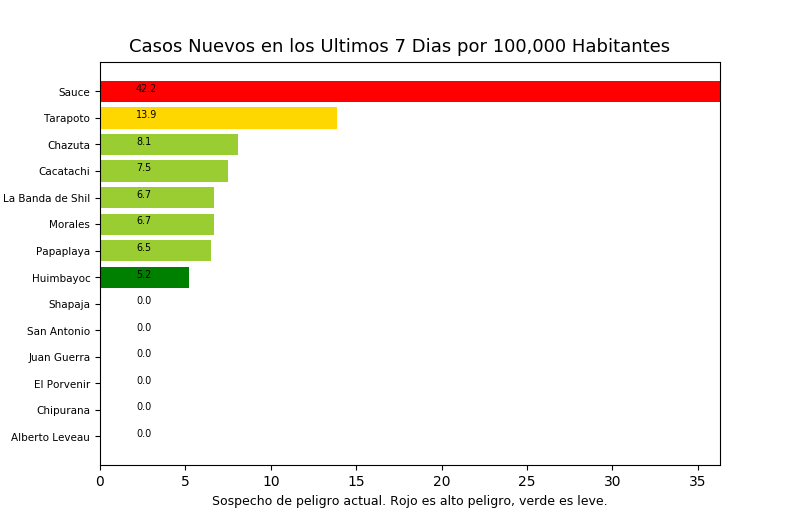 Casos Nuevos en los Ultimos 7 Dias por 100,000 Habitantes
Sauce 42.2
Tarapoto 13.9
Chazuta 8.1
Cacatachi 7.5
La Banda de Shil 6.7
Morales 6.7
Papaplaya 6.5
Huimbayoc 5.2
Shapaja 0.0
San Antonio 0.0
Juan Guerra 0.0
El Porvenir 0.0
Chipurana 0.0
Alberto Leveau 0.0
0 5 10 15 20 25 30 35
Sospecho de peligro actual. Rojo es alto peligro, verde es leve.